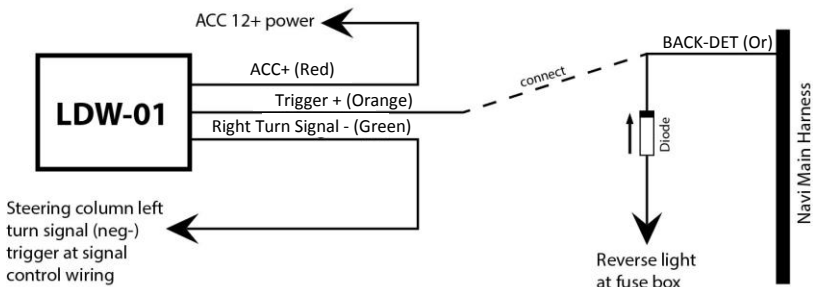 ACC 12+ power
BACK-DET (Or)
ACC+ (Red)
connect
Trigger + (Orange)
LDW-01
Right Turn Signal - (Green)
Diode
Navi Main Harness
Steering column left
turn signal (neg-)
trigger at signal
control wiring
Reverse light
at fuse box